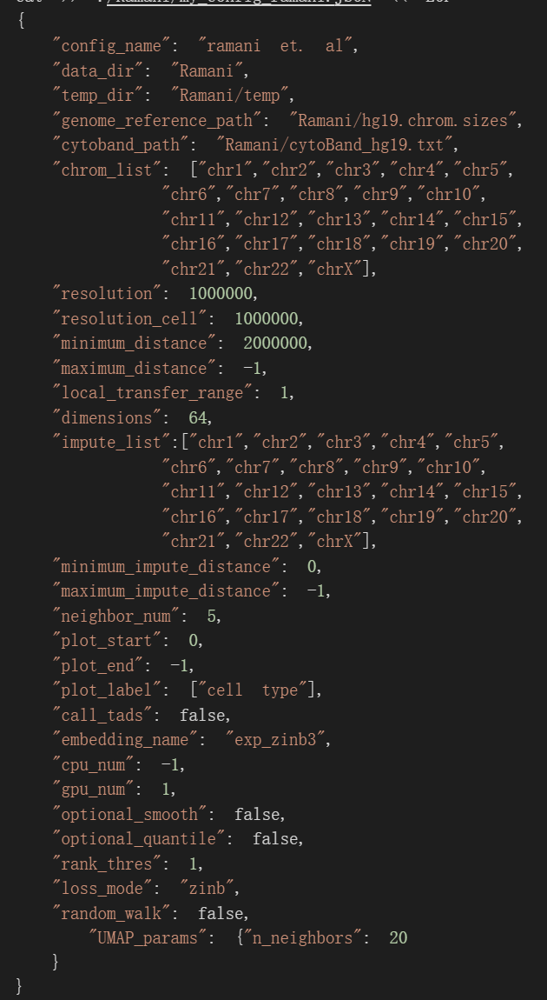 {
    "config_name": "ramani et. al",
    "data_dir": "Ramani",
    "temp_dir": "Ramani/temp",
    "genome_reference_path": "Ramani/hg19.chrom.sizes",
    "cytoband_path": "Ramani/cytoBand_hg19.txt",
    "chrom_list": ["chr1","chr2","chr3","chr4","chr5",
                "chr6","chr7","chr8","chr9","chr10",
                "chr11","chr12","chr13","chr14","chr15",
                "chr16","chr17","chr18","chr19","chr20",
                "chr21","chr22","chrX"],
    "resolution": 1000000,
    "resolution_cell": 1000000,
    "minimum_distance": 2000000,
    "maximum_distance": -1,
    "local_transfer_range": 1,
    "dimensions": 64,
    "impute_list":["chr1","chr2","chr3","chr4","chr5",
                "chr6","chr7","chr8","chr9","chr10",
                "chr11","chr12","chr13","chr14","chr15",
                "chr16","chr17","chr18","chr19","chr20",
                "chr21","chr22","chrX"],
    "minimum_impute_distance": 0,
    "maximum_impute_distance": -1,
    "neighbor_num": 5,
    "plot_start": 0,
    "plot_end": -1,
    "plot_label": ["cell type"],
    "call_tads": false,
    "embedding_name": "exp_zinb3",
    "cpu_num": -1,
    "gpu_num": 1,
    "optional_smooth": false,
    "optional_quantile": false,
    "rank_thres": 1,
    "loss_mode": "zinb",
    "random_walk": false,
        "UMAP_params": {"n_neighbors": 20
    }
}